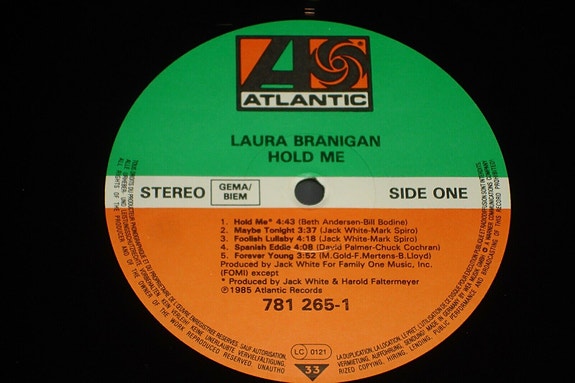 ATLANTIC
LAURA BRANIGAN
HOLD ME
STEREO
GEMA/
BIEM
SIDE ONE
1. Hold Me* 4:43 (Beth Andersen-Bill Bodine)
2. Maybe Tonight 3:37 (Jack White-Mark Spiro)
3. Foolish Lullaby 4:18 (Jack White-Mark Spiro)
4. Spanish Eddie 4:08 (David Palmer-Chuck Cochran)
5. Forever Young 3:52 (M.Gold-F.Mertens-B.Lloyd)
Produced by Jack White For Family One Music, Inc.
(FOMI) except
* Produced by Jack White & Harold Faltermeyer
Ⓟ1985 Atlantic Records
781 265-1
LC 0121
33